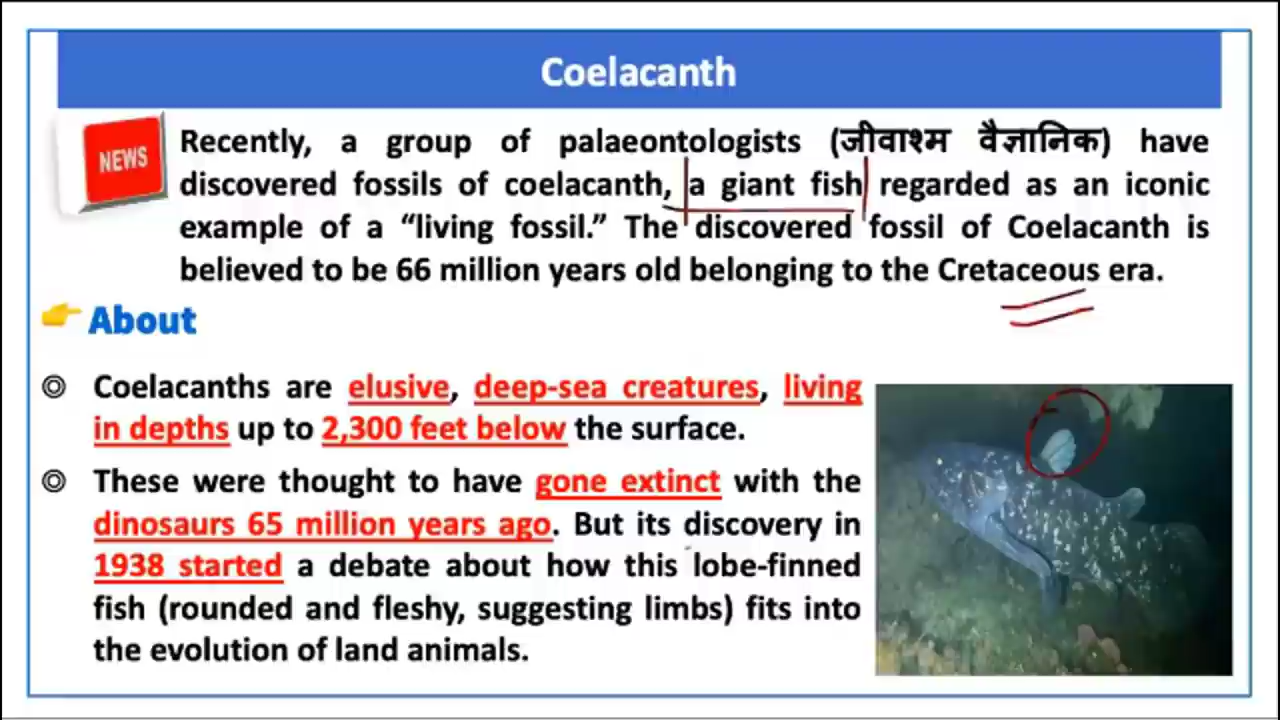 Coelacanth
NEWS
Recently, a group of palaeontologists (जीवाश्म वैज्ञानिक) have
discovered fossils of coelacanth, a giant fish regarded as an iconic
example of a “living fossil.” The discovered fossil of Coelacanth is
believed to be 66 million years old belonging to the Cretaceous era.
About
Coelacanths are elusive, deep-sea creatures, living
in depths up to 2,300 feet below the surface.
These were thought to have gone extinct with the
dinosaurs 65 million years ago. But its discovery in
1938 started a debate about how this lobe-finned
fish (rounded and fleshy, suggesting limbs) fits into
the evolution of land animals.